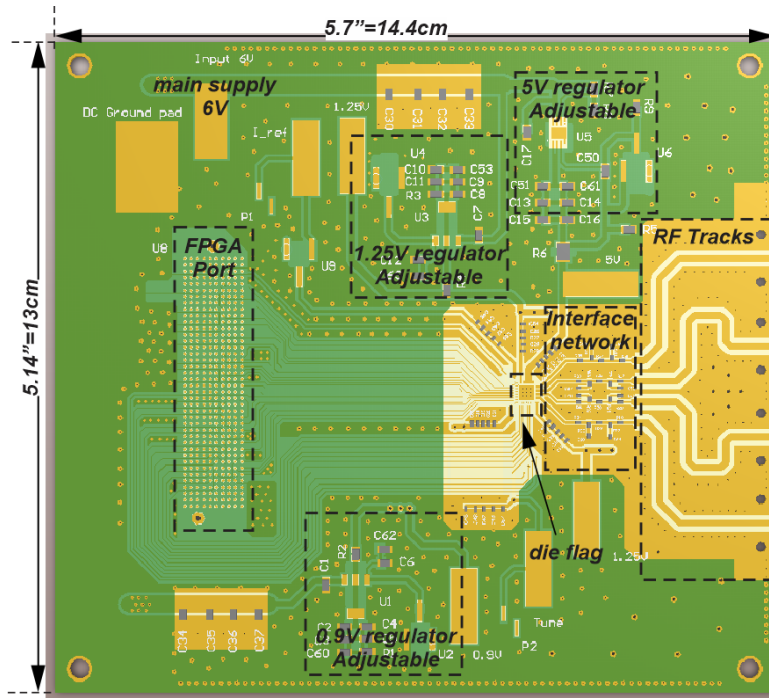 5.7”=14.4cm
5.14”=13cm
Input 6V
main supply
6V
DC Ground pad
I_ref
1.25V
C30
C31
C32
C33
5V regulator
Adjustable
R9
U5
U6
C17
C50
C51
C61
C13
C14
C15
C16
R6
5V
U4
C10
C53
C11
C9
R3
C8
U3
C7
1.25V regulator
Adjustable
P1
U9
U8
FPGA
Port
RF Tracks
Interface
network
die flag
1.25V
C62
R2
C6
C1
U1
C4
C60
U2
0.9V
0.9V regulator
Adjustable
Tune
P2
C34
C35
C36
C37